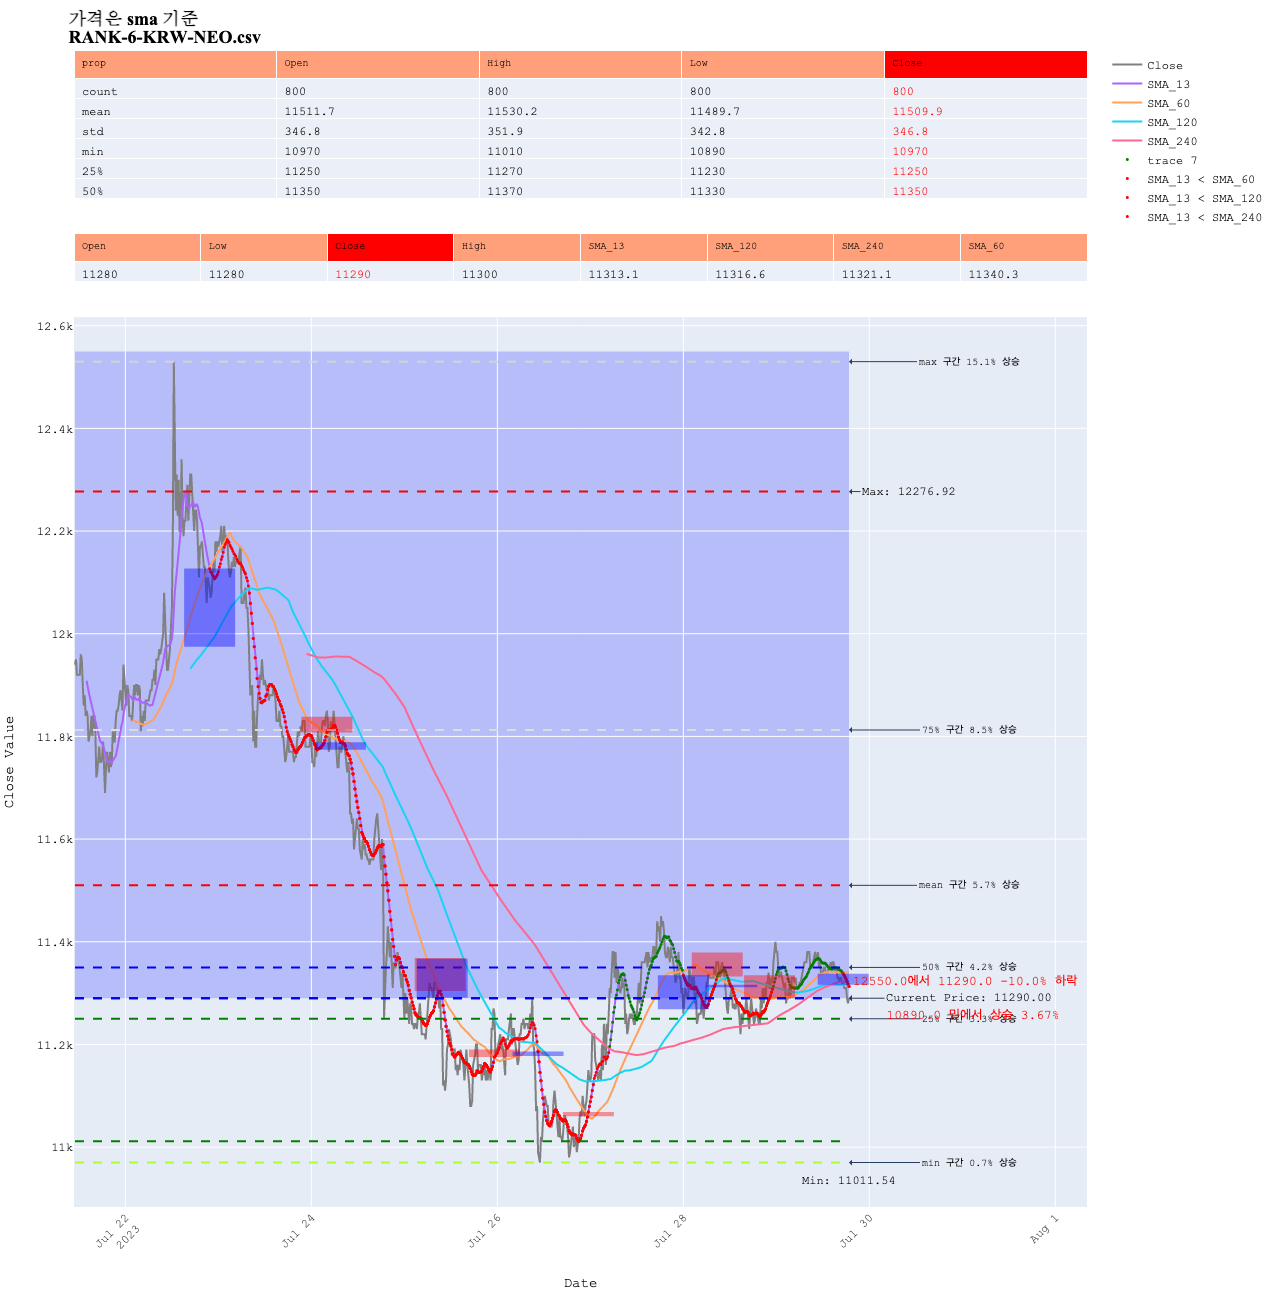 가격은 sma 기준
RANK-6-KRW-NEO.csv
prop Open High Low Close
count 800 800 800 800
mean 11511.7 11530.2 11489.7 11509.9
std 346.8 351.9 342.8 346.8
min 10970 11010 10890 10970
25% 11250 11270 11230 11250
50% 11350 11370 11330 11350
Open Low Close High SMA_13 SMA_120 SMA_240 SMA_60
11280 11280 11290 11300 11313.1 11316.6 11321.1 11340.3
Close
SMA_13
SMA_60
SMA_120
SMA_240
trace 7
SMA_13 < SMA_60
SMA_13 < SMA_120
SMA_13 < SMA_240
12.6k
12.4k
12.2k
12k
11.8k
11.6k
11.4k
11.2k
11k
Close Value
max 구간 15.1% 상승
Max: 12276.92
75% 구간 8.5% 상승
mean 구간 5.7% 상승
50% 구간 4.2% 상승
12550.0에서 11290.0 -10.0% 하락
Current Price: 11290.00
10890.0 밑에서 상승 3.67%
25% 구간 3.3% 상승
min 구간 0.7% 상승
Min: 11011.54
Jul 22
2023
Jul 24
Jul 26
Jul 28
Jul 30
Aug 1
Date